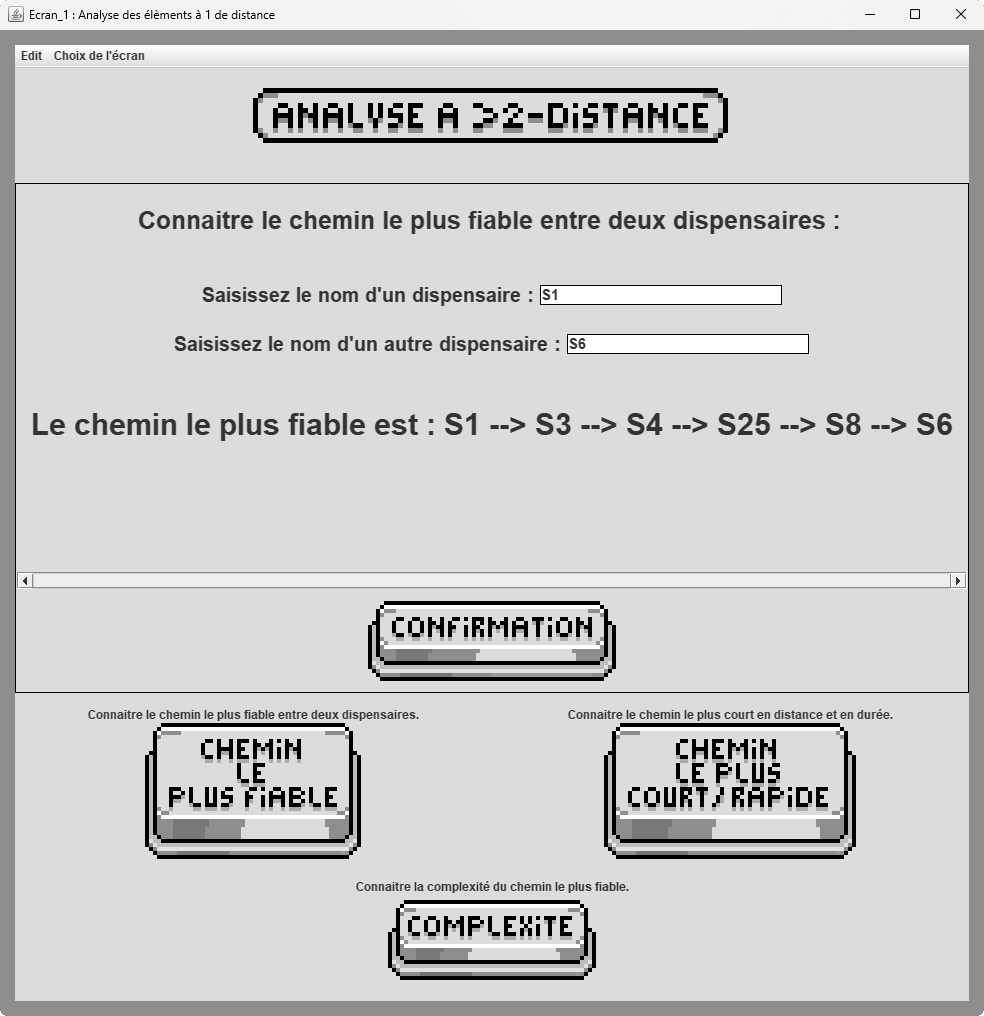 Ecran_1 : Analyse des élèments à 1 de distance
Edit Choix de l'écran
ANALYSE A >2-DiSTANCE
Connaitre le chemin le plus fiable entre deux dispensaires :
Saisissez le nom d'un dispensaire : S1
Saisissez le nom d'un autre dispensaire : S6
Le chemin le plus fiable est : S1 --> S3 --> S4 --> S25 --> S8 --> S6
CONFiRMATiON
Connaitre le chemin le plus fiable entre deux dispensaires.
CHEMiN
LE
PLUS FiABLE
Connaitre le chemin le plus court en distance et en durée.
CHEMiN
LE PLUS
COURT/RAPiDE
Connaitre la complexité du chemin le plus fiable.
COMPLEXiTE